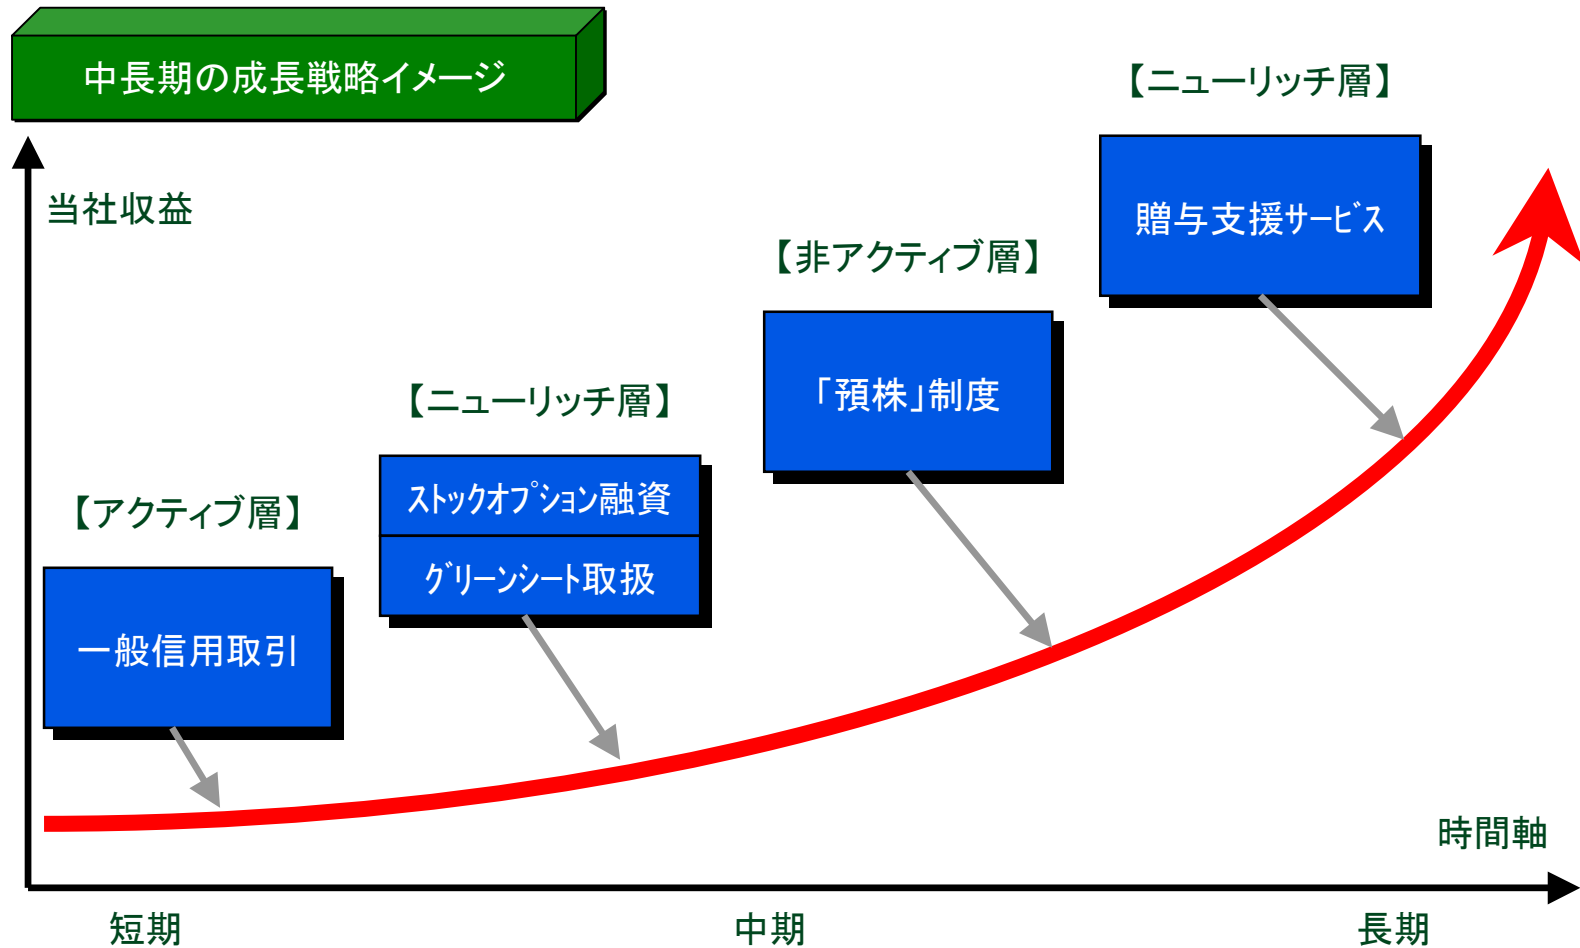 中長期の成長戦略イメージ
当社収益
【アクティブ層】
一般信用取引
【ニューリッチ層】
ストックオプション融資
グリーンシート取扱
【非アクティブ層】
「預株」制度
【ニューリッチ層】
贈与支援サービス
時間軸
短期
中期
長期